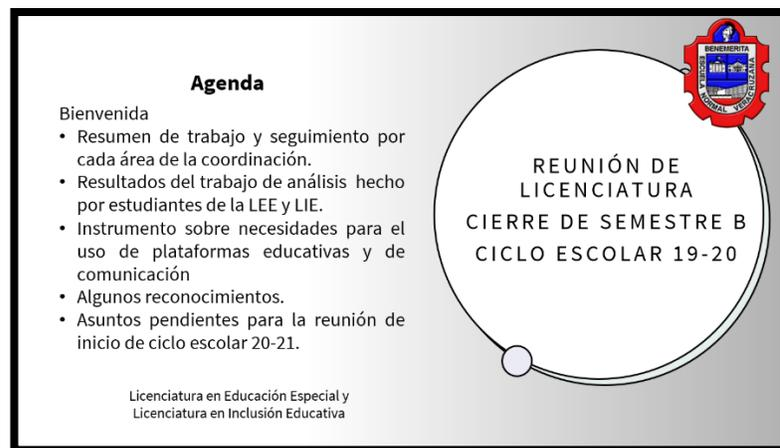 Agenda
Bienvenida
• Resumen de trabajo y seguimiento por
cada área de la coordinación.
• Resultados del trabajo de análisis hecho
por estudiantes de la LEE y LIE.
• Instrumento sobre necesidades para el
uso de plataformas educativas y de
comunicación
• Algunos reconocimientos.
• Asuntos pendientes para la reunión de
inicio de ciclo escolar 20-21.
Licenciatura en Educación Especial y
Licenciatura en Inclusión Educativa
BENEMERITA
ESCUELA
NORMAL
VERACRUZANA
REUNIÓN DE
LICENCIATURA
CIERRE DE SEMESTRE B
CICLO ESCOLAR 19-20